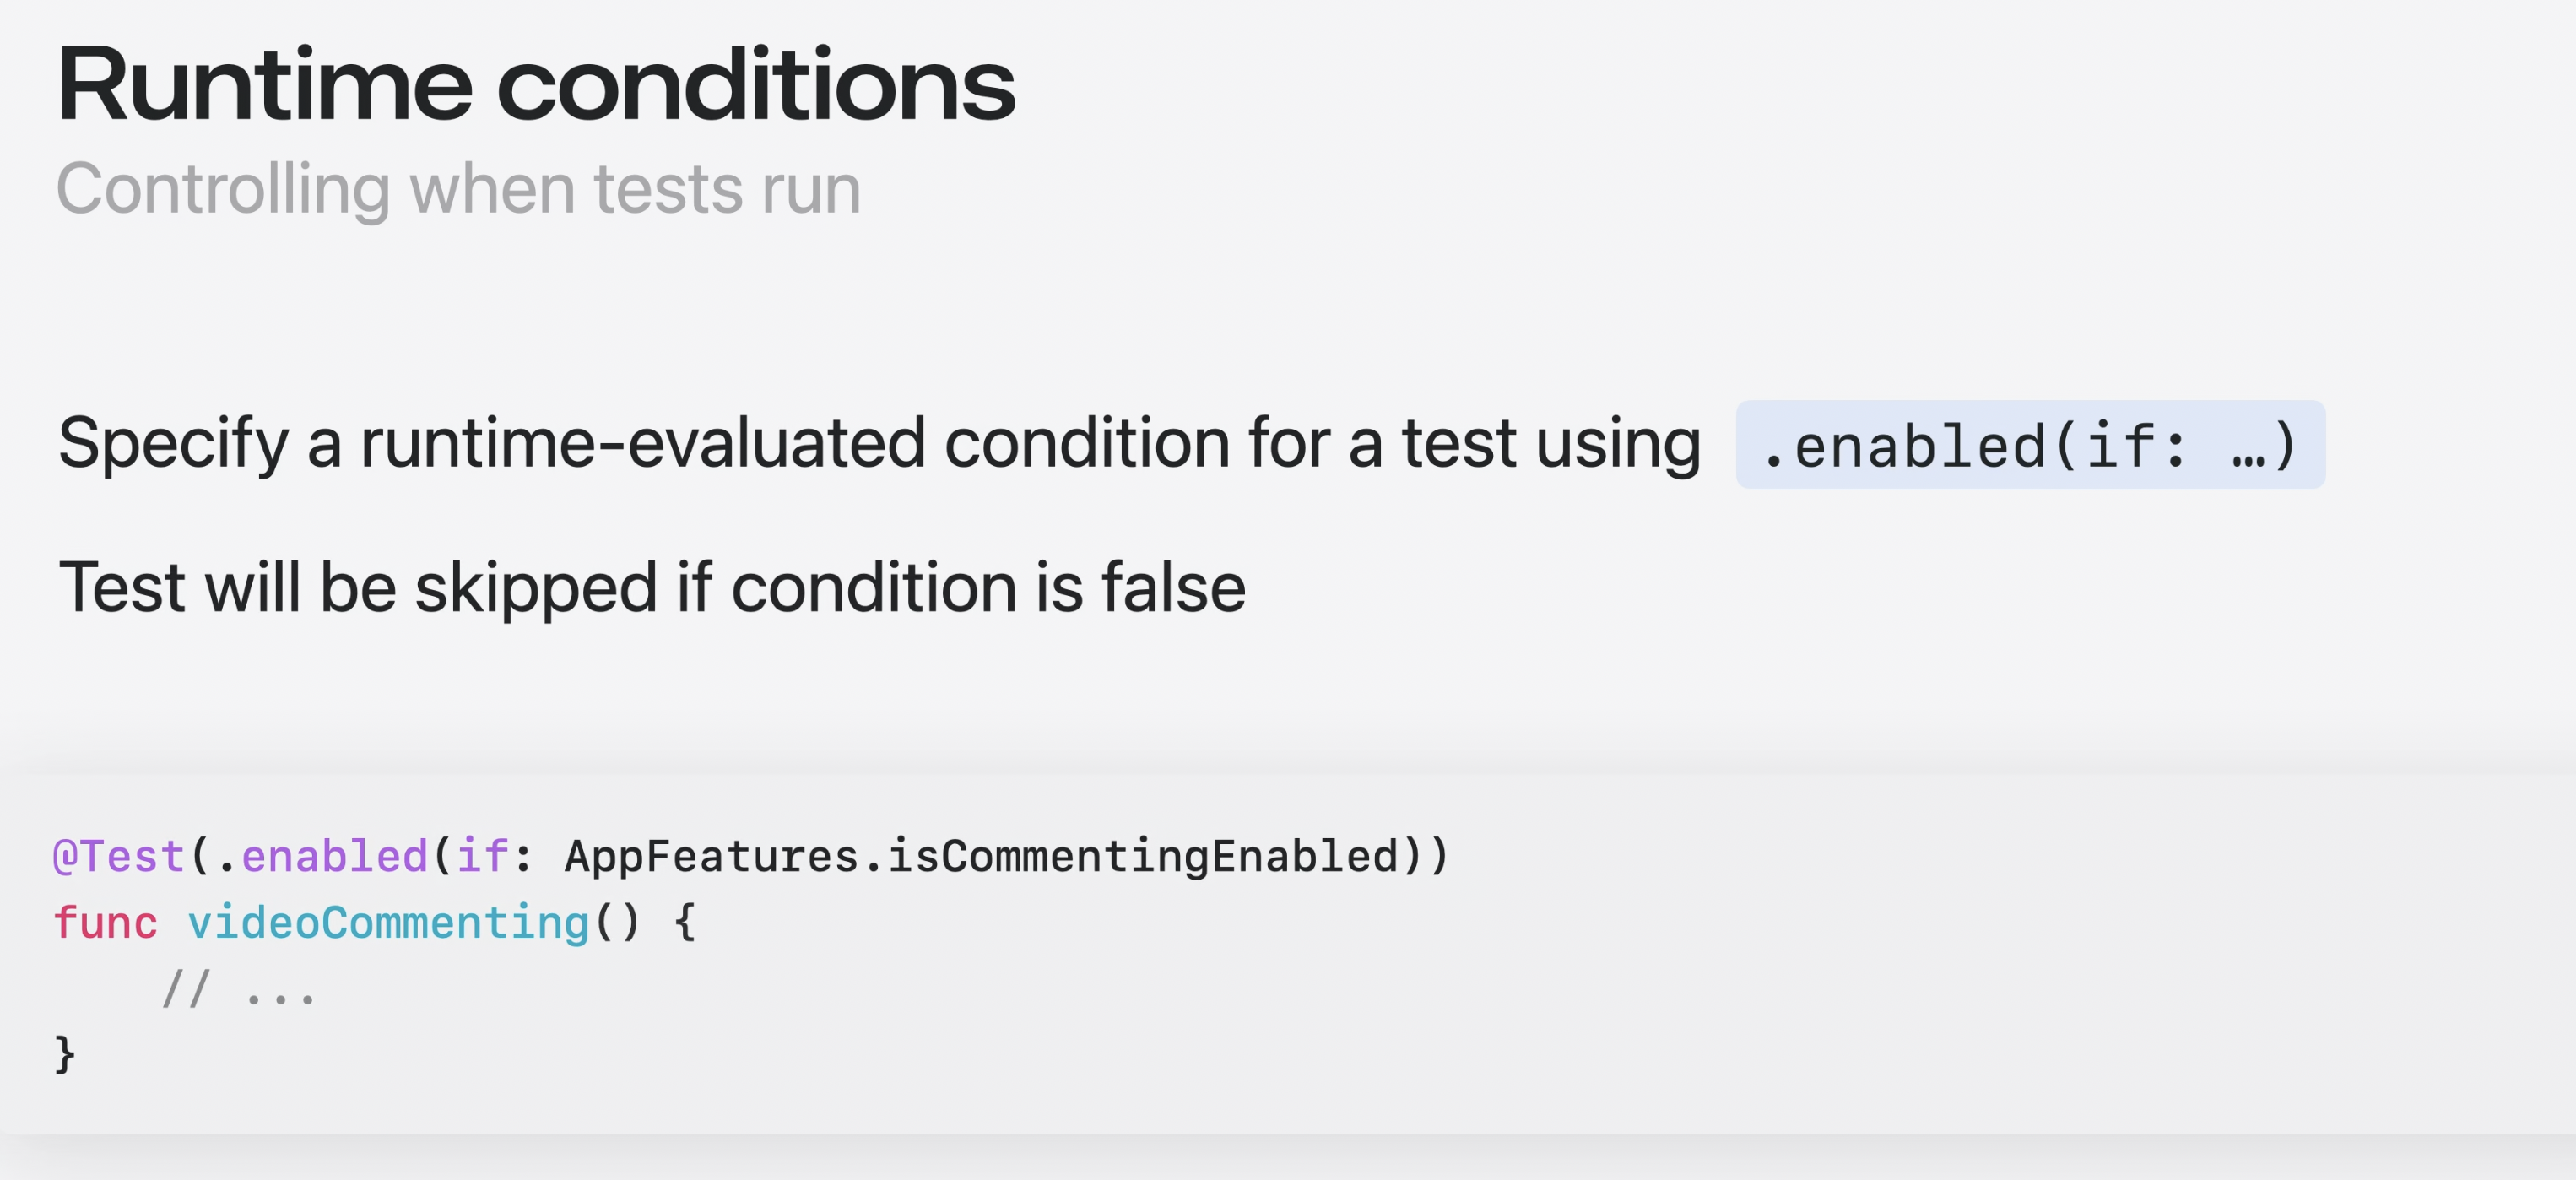 Runtime conditions
Controlling when tests run
Specify a runtime-evaluated condition for a test using .enabled(if: …)
Test will be skipped if condition is false
@Test(.enabled(if: AppFeatures.isCommentingEnabled))
func videoCommenting() {
    // ...
}